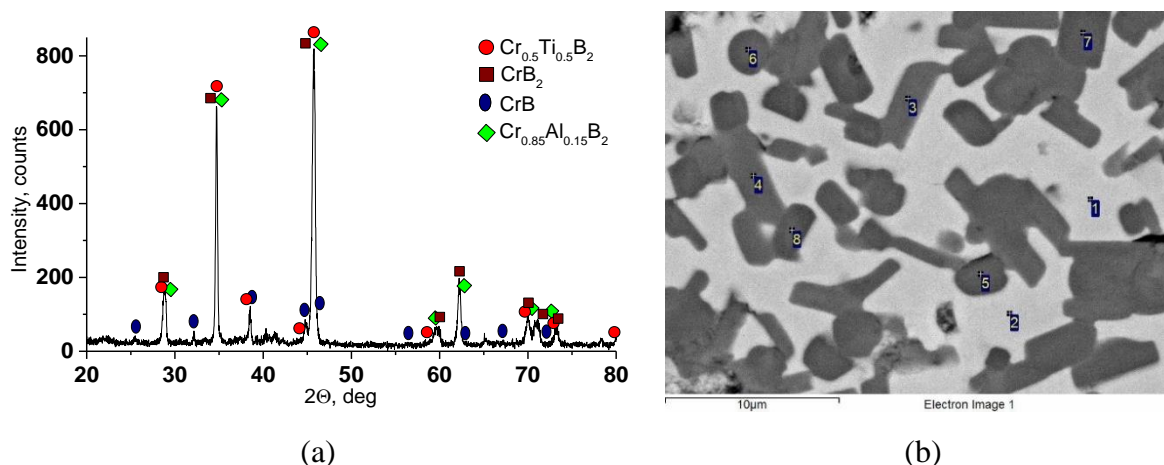 800
600
400
200
0
Intensity, counts
20 30 40 50 60 70 80
2Θ, deg
Cr0.5Ti0.5B2
CrB2
CrB
Cr0.85Al0.15B2
6
7
3
4
1
8
5
2
10µm
Electron Image 1
(a)
(b)